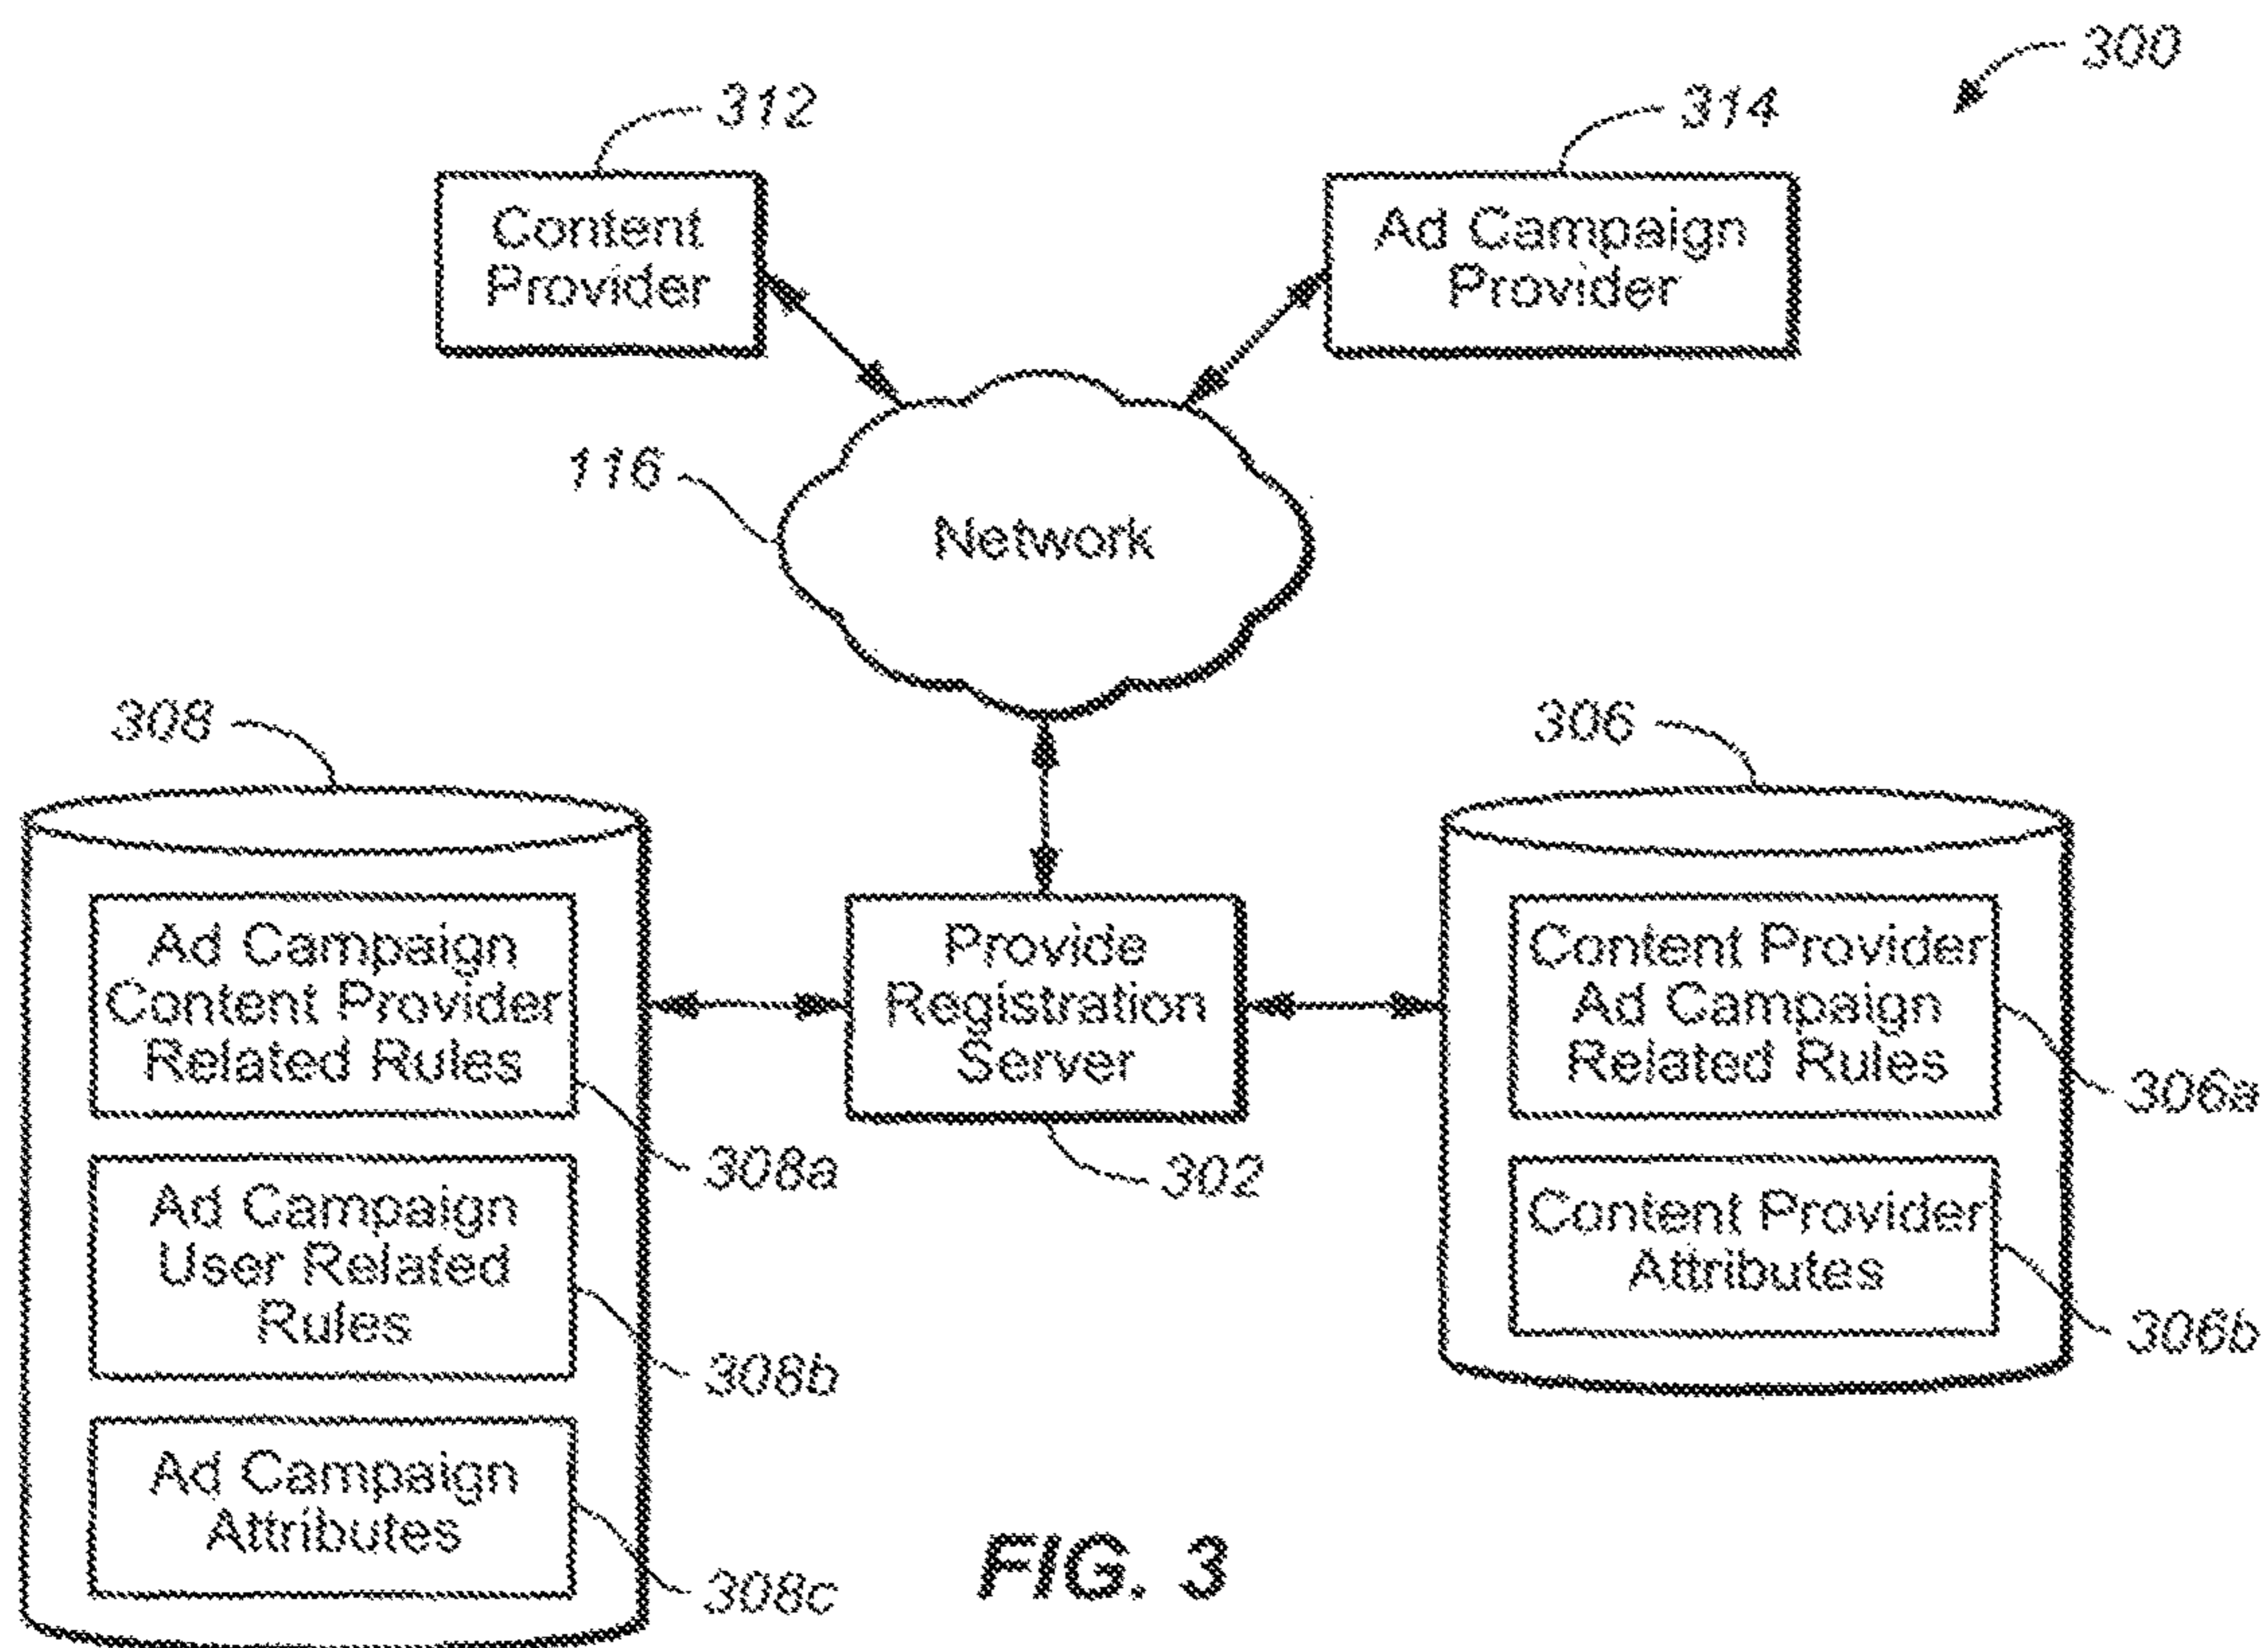 300
312
314
Content
Provider
Ad Campaign
Provider
116
Network
308
306
Ad Campaign
Content Provider
Related Rules
308a
Ad Campaign
User Related
Rules
308b
Ad Campaign
Attributes
308c
Provide
Registration
Server
302
Content Provider
Ad Campaign
Related Rules
306a
Content Provider
Attributes
306b
FIG. 3